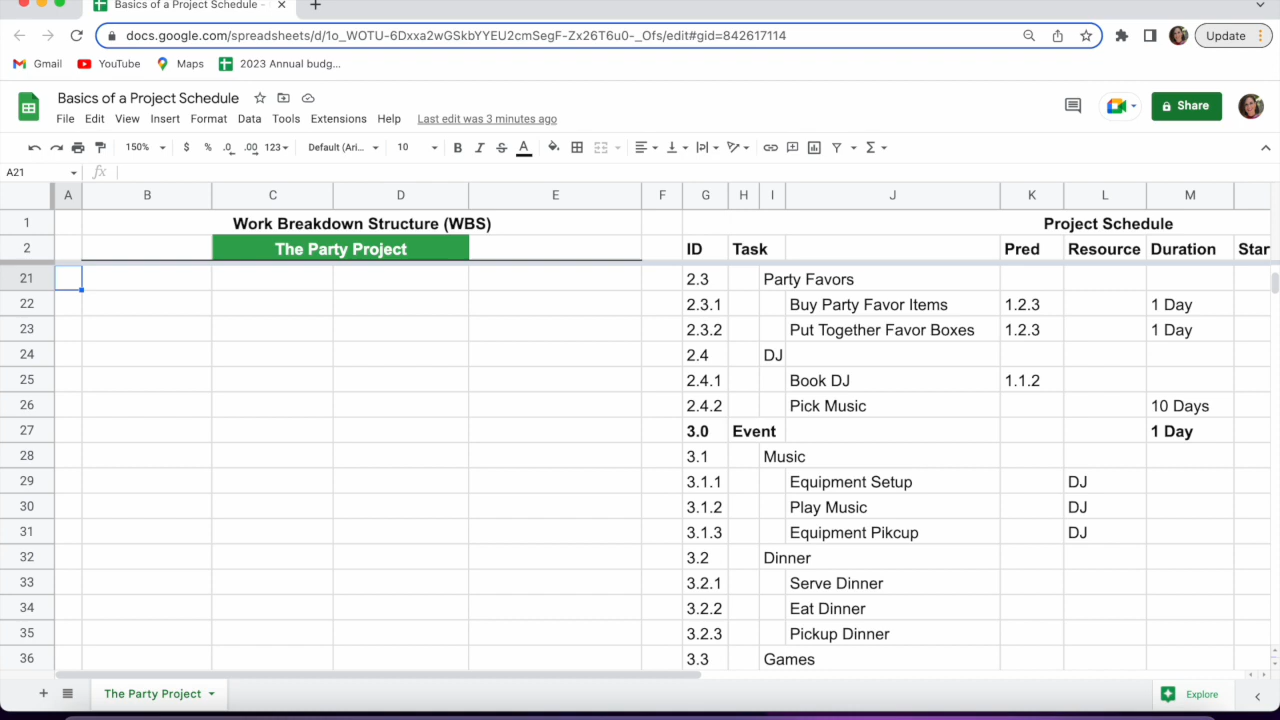 Basics of a Project Schedule -
docs.google.com/spreadsheets/d/1o_WOTU-6Dxxa2wGSkbYYEU2cmSegF-Zx26T6u0-_Ofs/edit#gid=842617114
Update
Gmail YouTube Maps 2023 Annual budg...
Basics of a Project Schedule
File Edit View Insert Format Data Tools Extensions Help Last edit was 3 minutes ago
Share
150% $ % .0 .00 123 Default (Ari... 10 B I S A
A21 fx
A B C D E F G H I J K L M
1 Work Breakdown Structure (WBS) Project Schedule
2 The Party Project ID Task Pred Resource Duration Star
21 2.3 Party Favors
22 2.3.1 Buy Party Favor Items 1.2.3 1 Day
23 2.3.2 Put Together Favor Boxes 1.2.3 1 Day
24 2.4 DJ
25 2.4.1 Book DJ 1.1.2
26 2.4.2 Pick Music 10 Days
27 3.0 Event 1 Day
28 3.1 Music
29 3.1.1 Equipment Setup DJ
30 3.1.2 Play Music DJ
31 3.1.3 Equipment Pikcup DJ
32 3.2 Dinner
33 3.2.1 Serve Dinner
34 3.2.2 Eat Dinner
35 3.2.3 Pickup Dinner
36 3.3 Games
The Party Project Explore